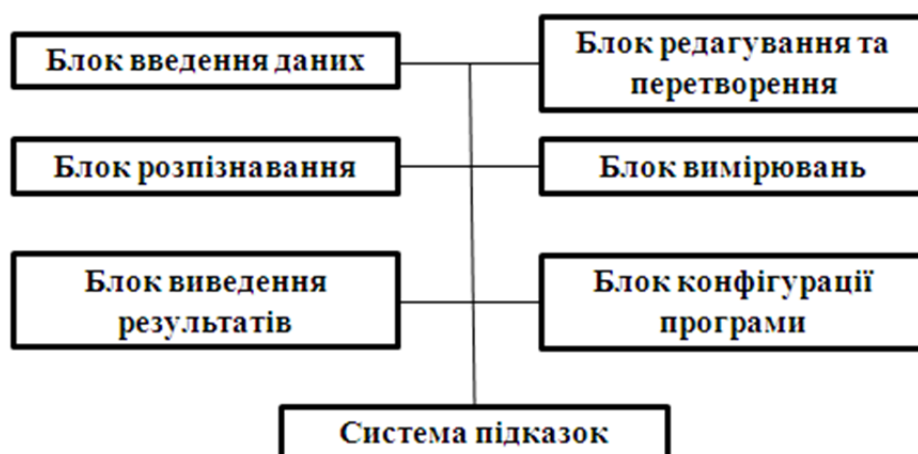 Блок введення даних
Блок редагування та
перетворення
Блок розпізнавання
Блок вимірювань
Блок виведення
результатів
Блок конфігурації
програми
Система підказок